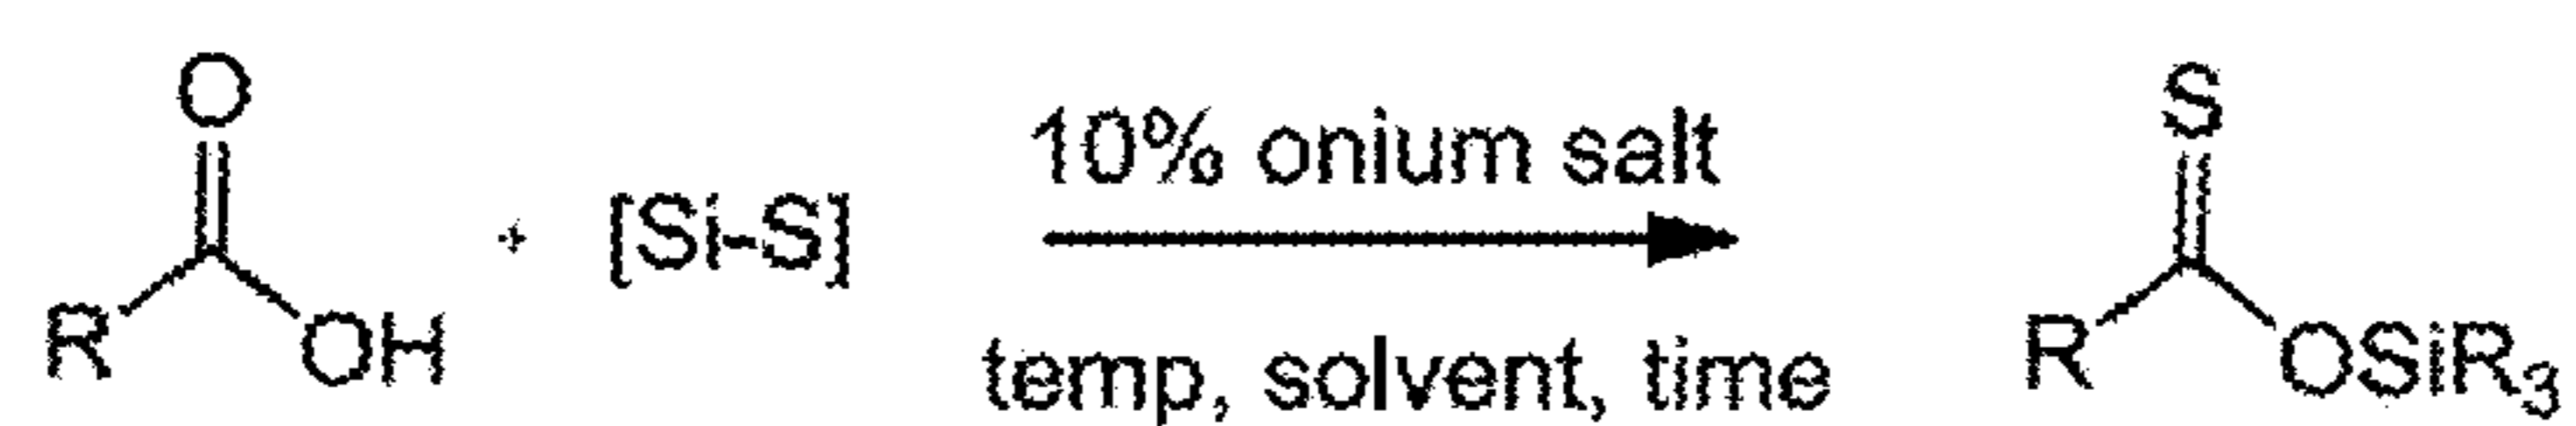 O
S
10% onium salt
+ [Si-S]
R
OH
temp, solvent, time
R
OSiR3